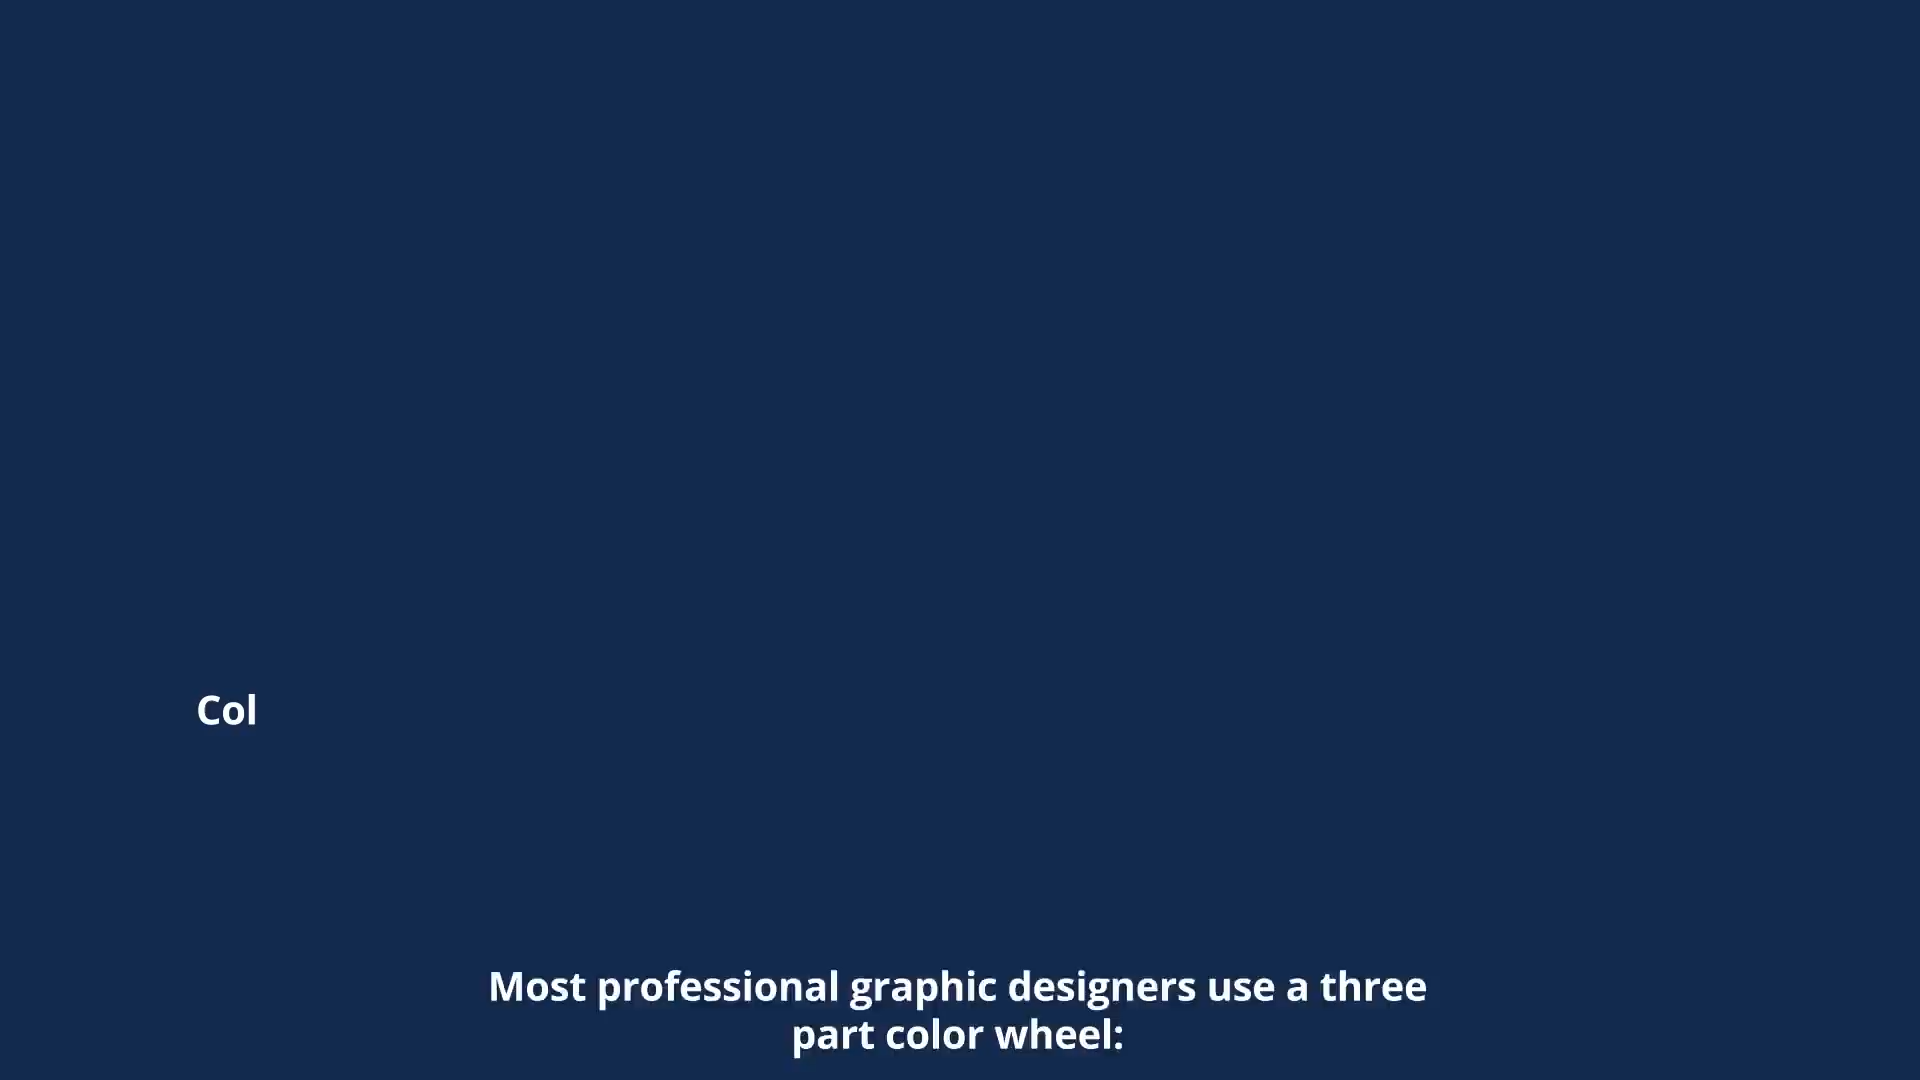 Col
Most professional graphic designers use a three
part color wheel: